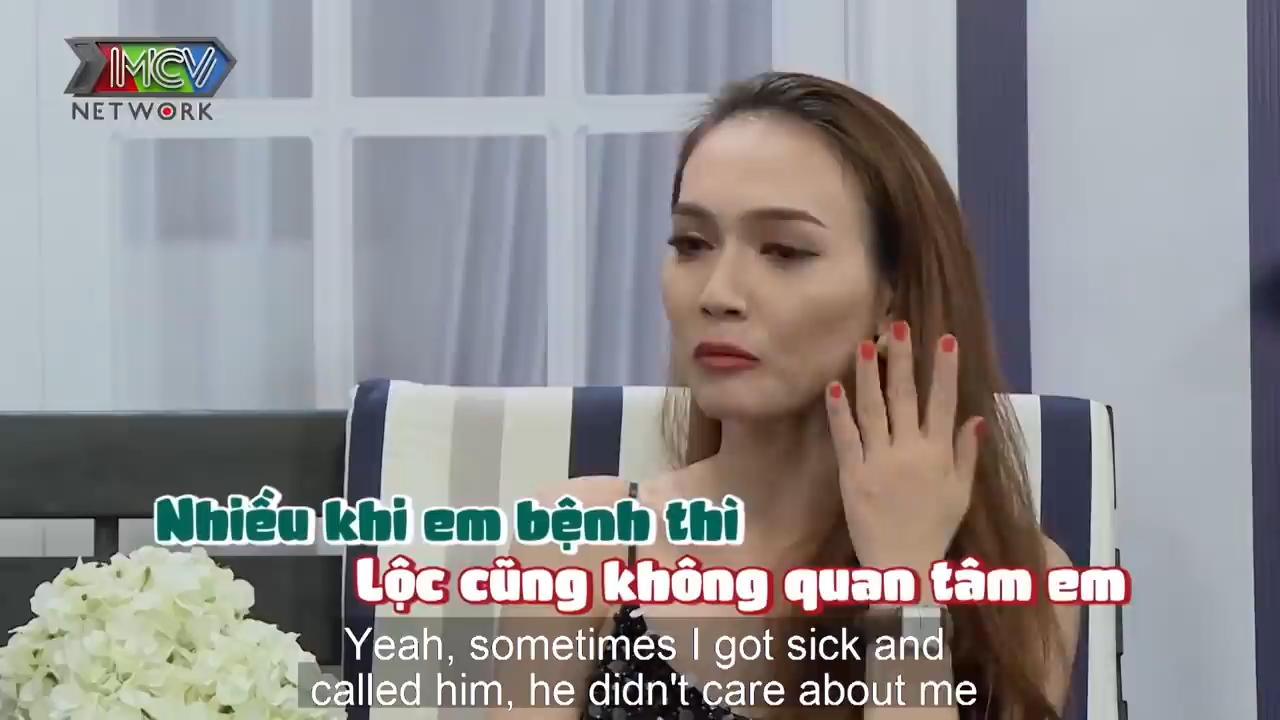 MCV
NETWORK
Nhiều khi em bệnh thì
Lộc cũng không quan tâm em
Yeah, sometimes I got sick and
called him, he didn't care about me